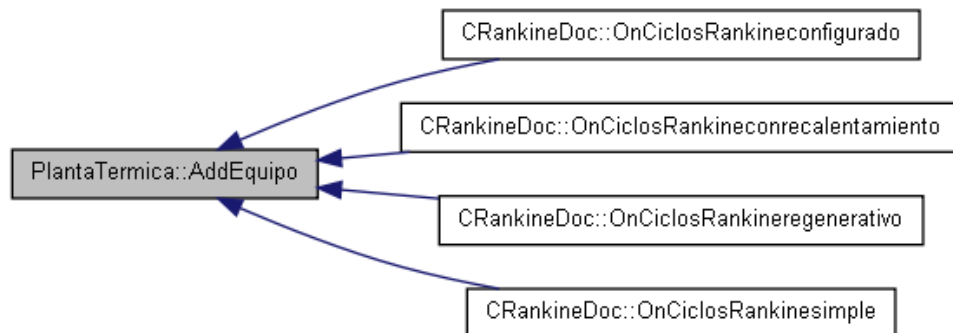 CRankineDoc::OnCiclosRankineconfigurado
CRankineDoc::OnCiclosRankineconrecalentamiento
PlantaTermica::AddEquipo
CRankineDoc::OnCiclosRankineregenerativo
CRankineDoc::OnCiclosRankinesimple